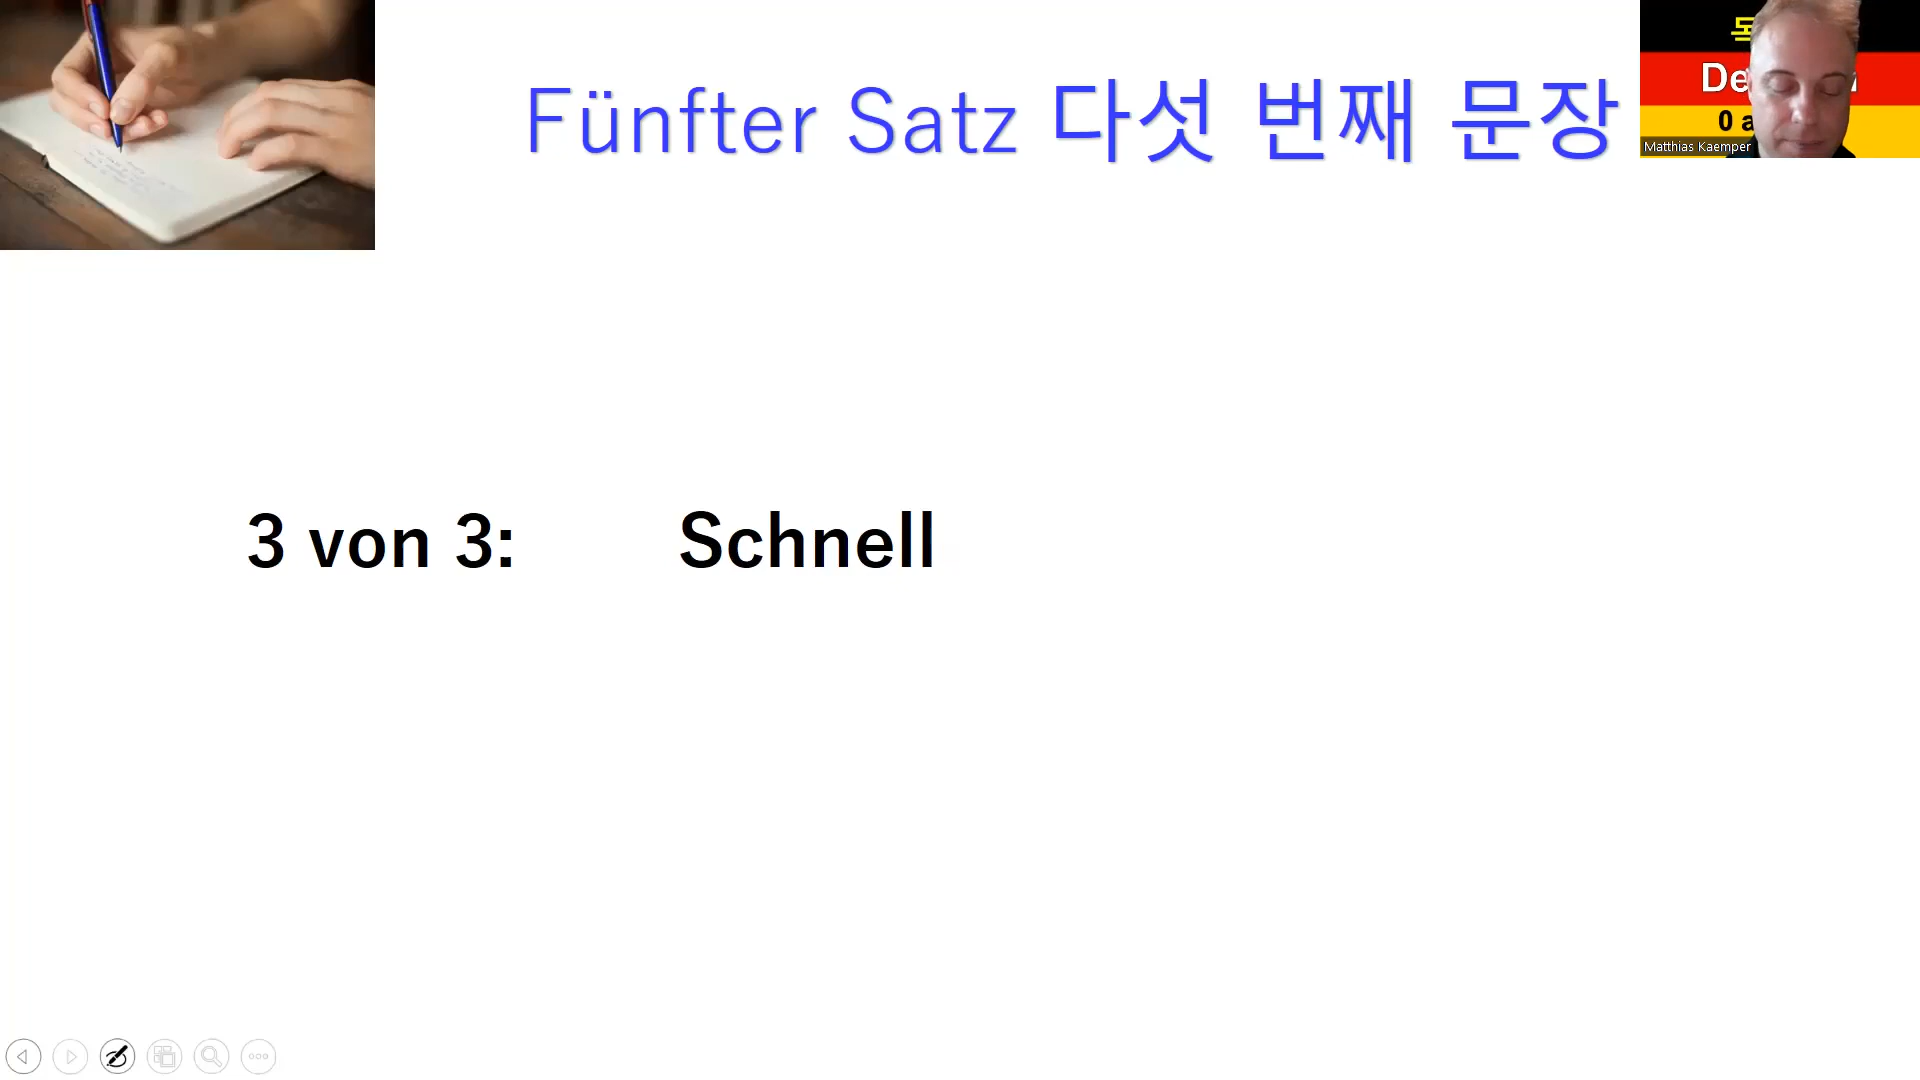 Fünfter Satz 다섯 번째 문장
Matthias Kaemper
3 von 3: Schnell